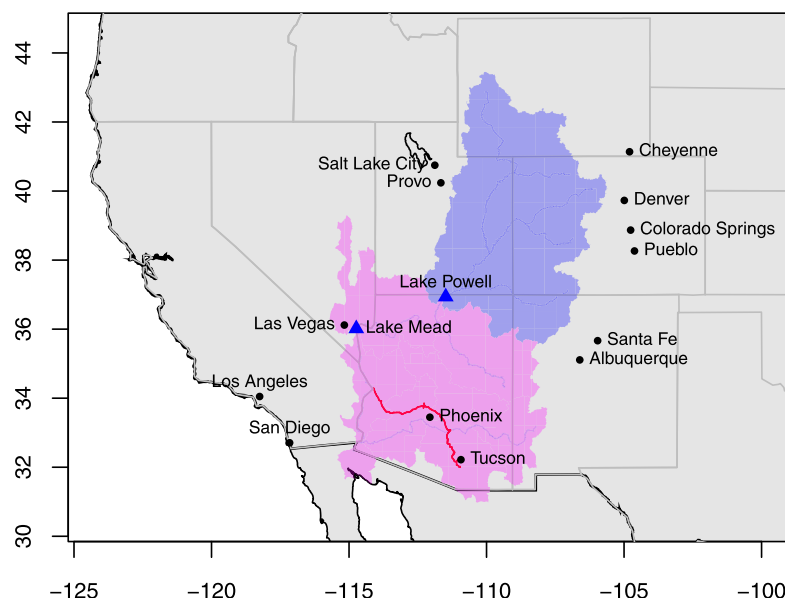 44
42
40
38
36
34
32
30
Cheyenne
Salt Lake City
Provo
Denver
Colorado Springs
Pueblo
Lake Powell
Las Vegas
Lake Mead
Santa Fe
Albuquerque
Los Angeles
Phoenix
San Diego
Tucson
−125
−120
−115
−110
−105
−100